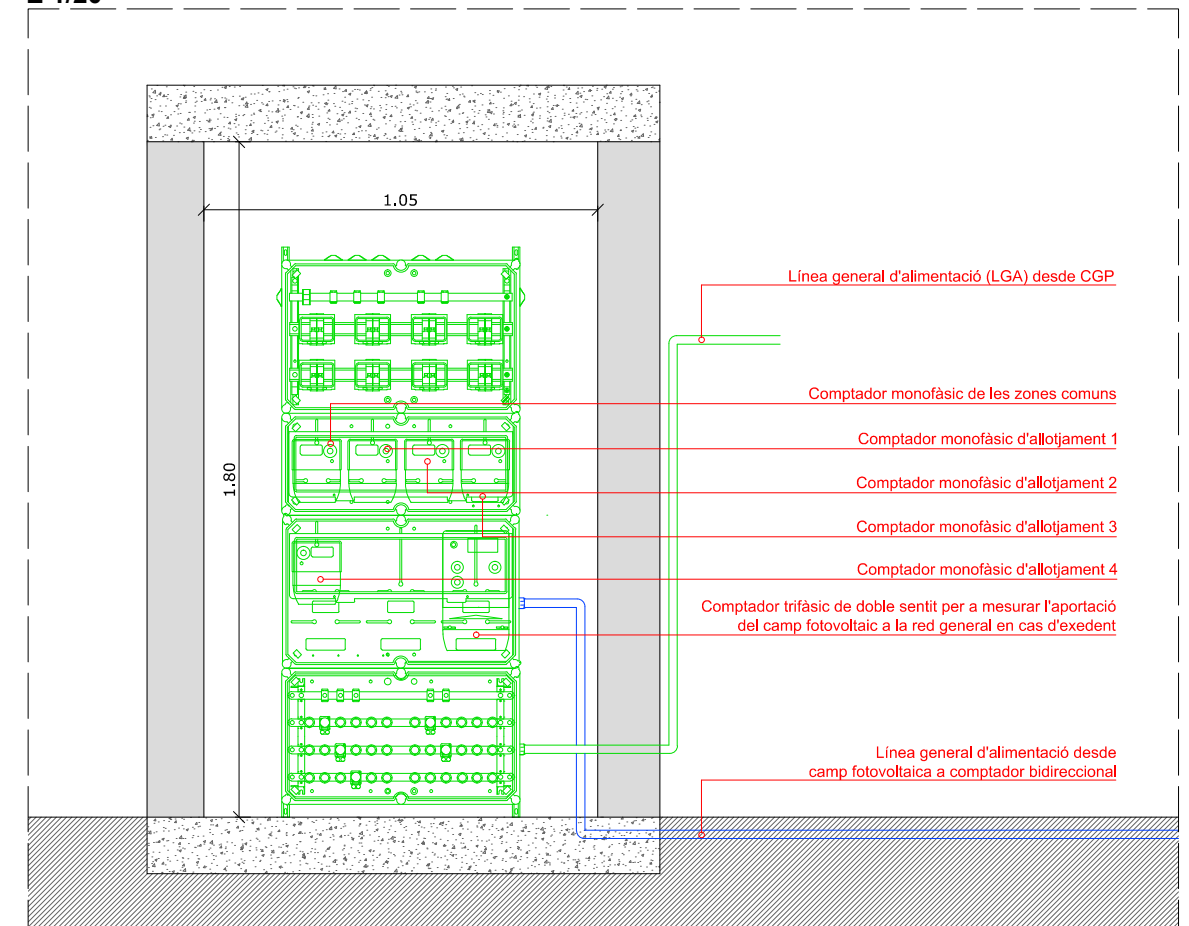 1.05
Línea general d'alimentació (LGA) desde CGP
Comptador monofàsic de les zones comuns
Comptador monofàsic d'allotjament 1
1.80
Comptador monofàsic d'allotjament 2
Comptador monofàsic d'allotjament 3
Comptador monofàsic d'allotjament 4
Comptador trifàsic de doble sentit per a mesurar l'aportació
del camp fotovoltaic a la red general en cas d'exedent
Línea general d'alimentació desde
camp fotovoltaica a comptador bidireccional